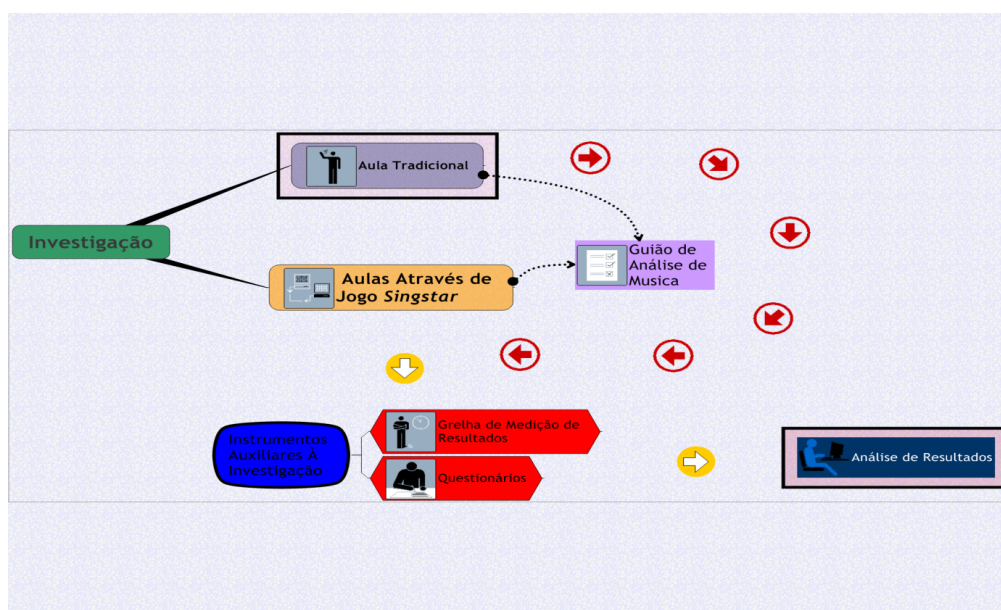 Aula Tradicional
Investigação
Guião de
Análise de
Musica
Aulas Através de
Jogo Singstar
Instrumentos
Auxiliares À
Investigação
Grelha de Medição de
Resultados
Questionários
Análise de Resultados